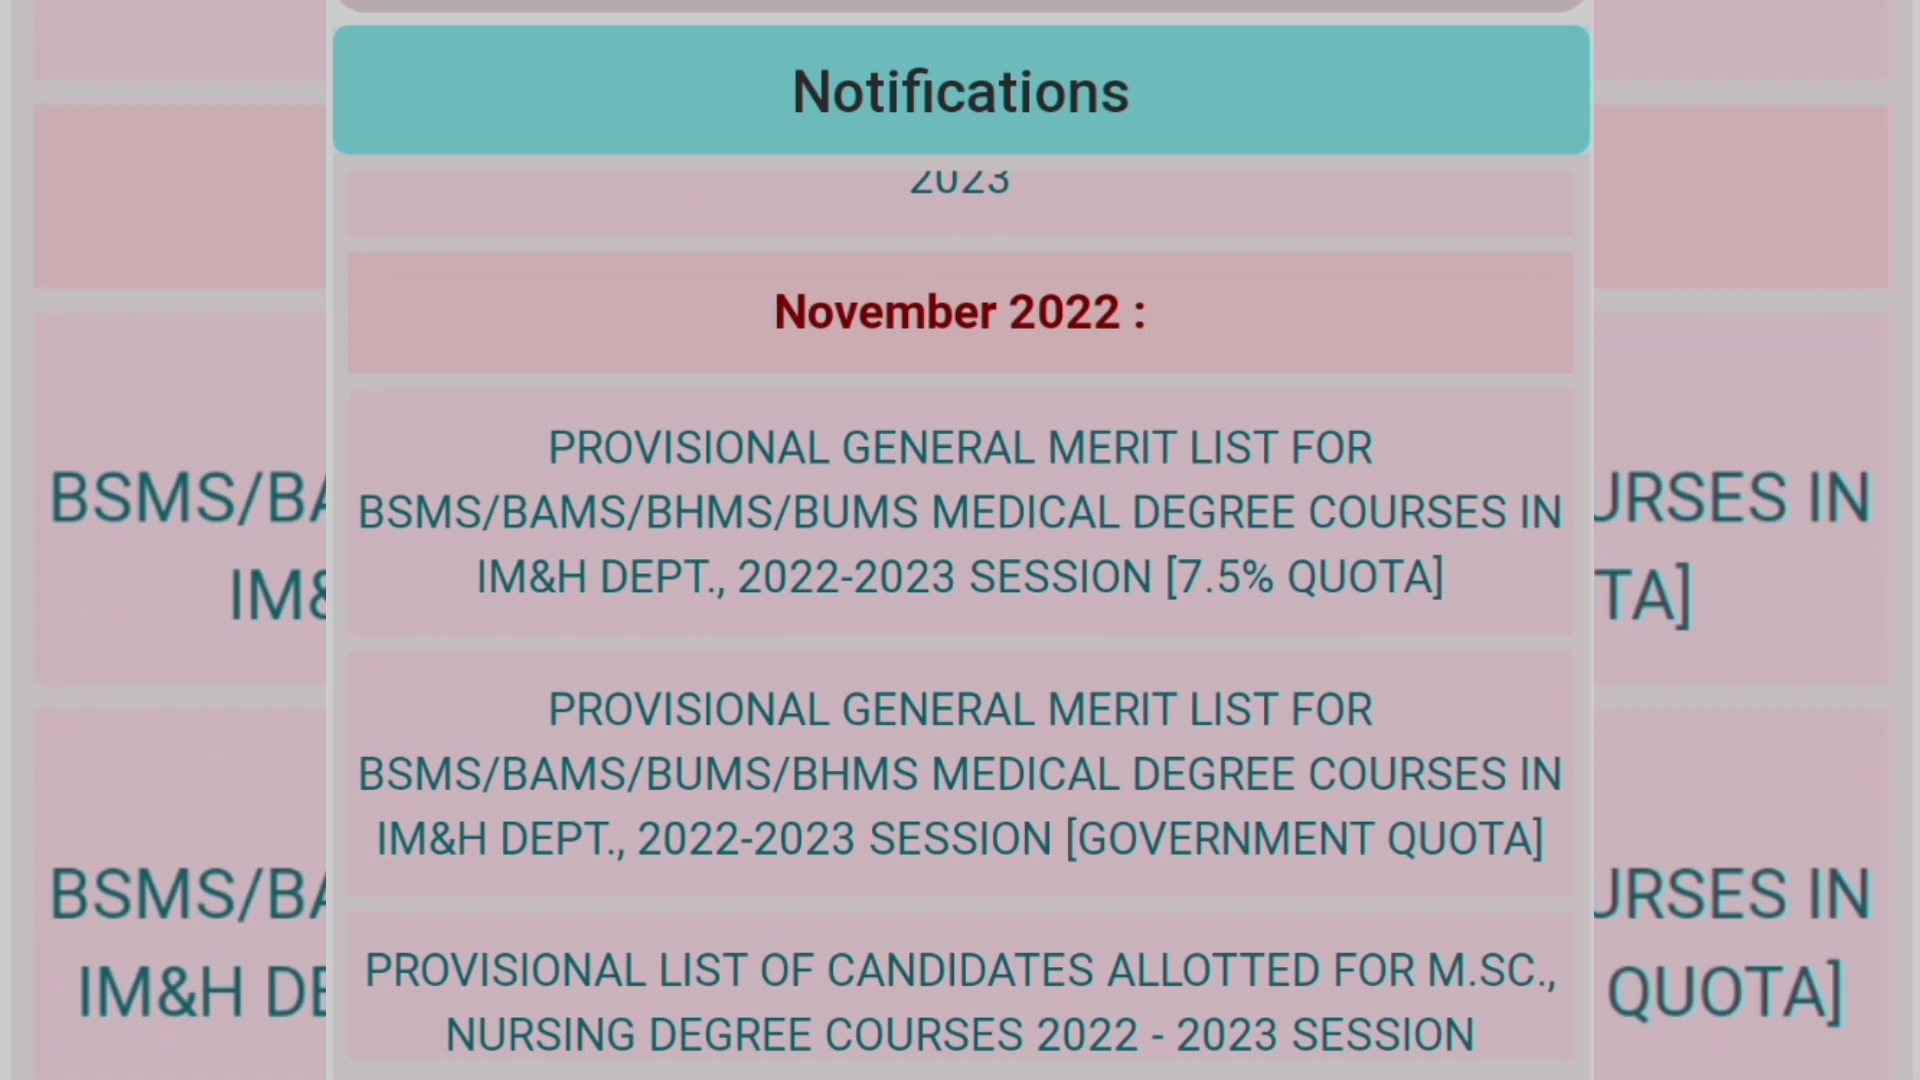 Notifications
2023
November 2022 :
PROVISIONAL GENERAL MERIT LIST FOR
BSMS/BAMS/BHMS/BUMS MEDICAL DEGREE COURSES IN
IM&H DEPT., 2022-2023 SESSION [7.5% QUOTA]
PROVISIONAL GENERAL MERIT LIST FOR
BSMS/BAMS/BUMS/BHMS MEDICAL DEGREE COURSES IN
IM&H DEPT., 2022-2023 SESSION [GOVERNMENT QUOTA]
PROVISIONAL LIST OF CANDIDATES ALLOTTED FOR M.SC.,
NURSING DEGREE COURSES 2022 - 2023 SESSION